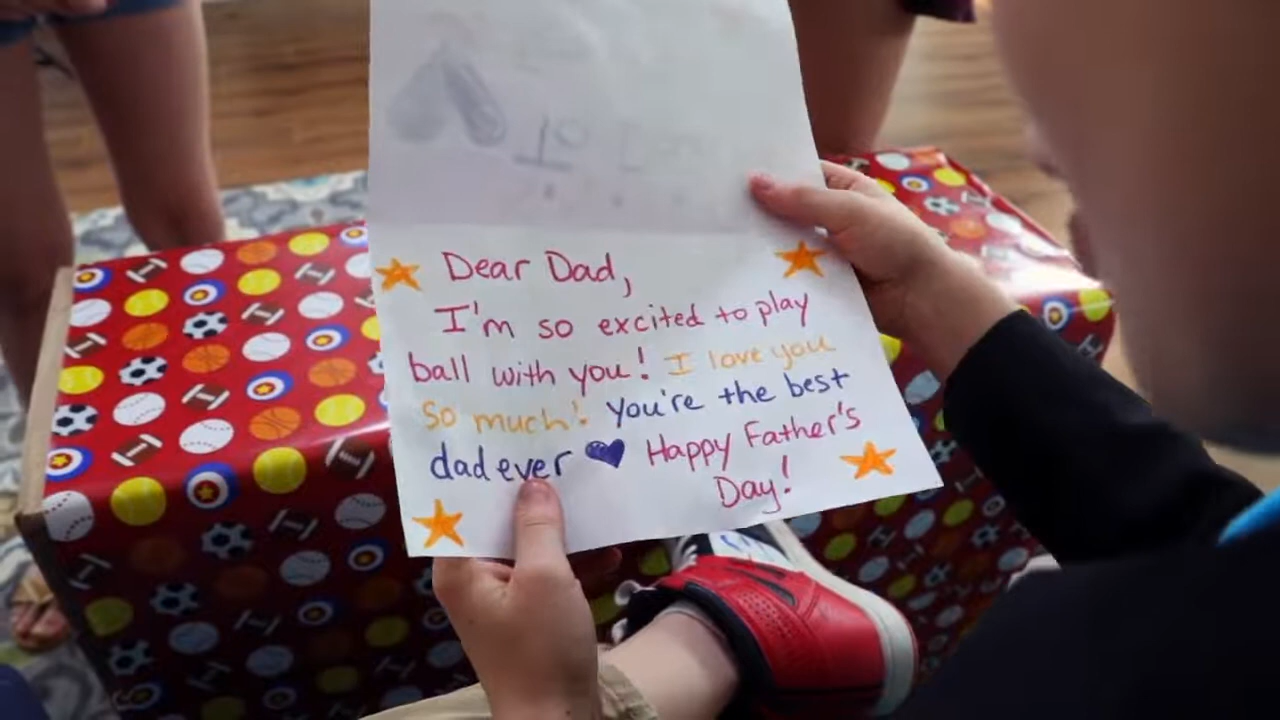 Dear Dad,
I'm so excited to play
ball with you! I love you
so much! You're the best
dad ever Happy Father's
Day!